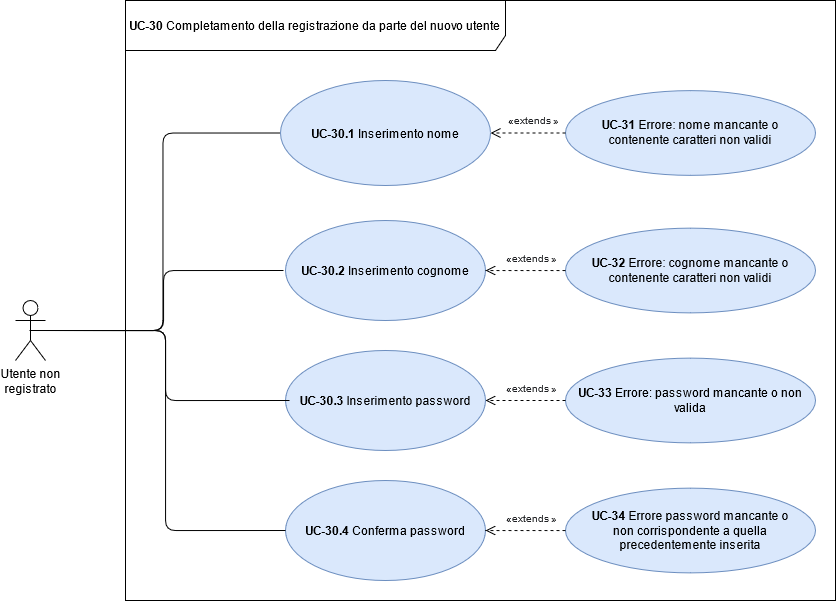 UC-30 Completamento della registrazione da parte del nuovo utente
UC-30.1 Inserimento nome
«extends »
UC-31 Errore: nome mancante o
contenente caratteri non validi
UC-30.2 Inserimento cognome
«extends »
UC-32 Errore: cognome mancante o
contenente caratteri non validi
Utente non
registrato
UC-30.3 Inserimento password
«extends »
UC-33 Errore: password mancante o non
valida
UC-30.4 Conferma password
«extends »
UC-34 Errore password mancante o
non corrispondente a quella
precedentemente inserita